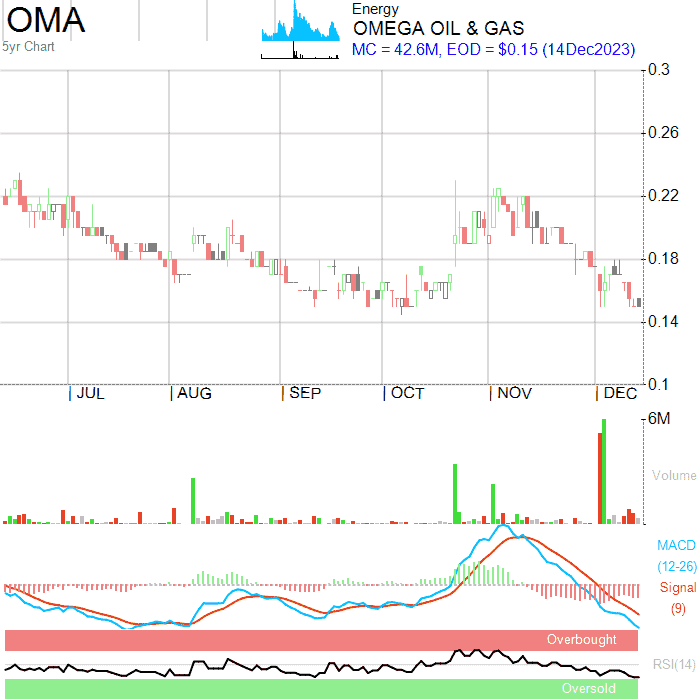 OMA
5yr Chart
Energy
OMEGA OIL & GAS
MC = 42.6M, EOD = $0.15 (14Dec2023)
0.3
0.26
0.22
0.18
0.14
0.1
JUL AUG SEP OCT NOV DEC
6M
Volume
MACD
(12-26)
Signal
(9)
Overbought
RSI(14)
Oversold